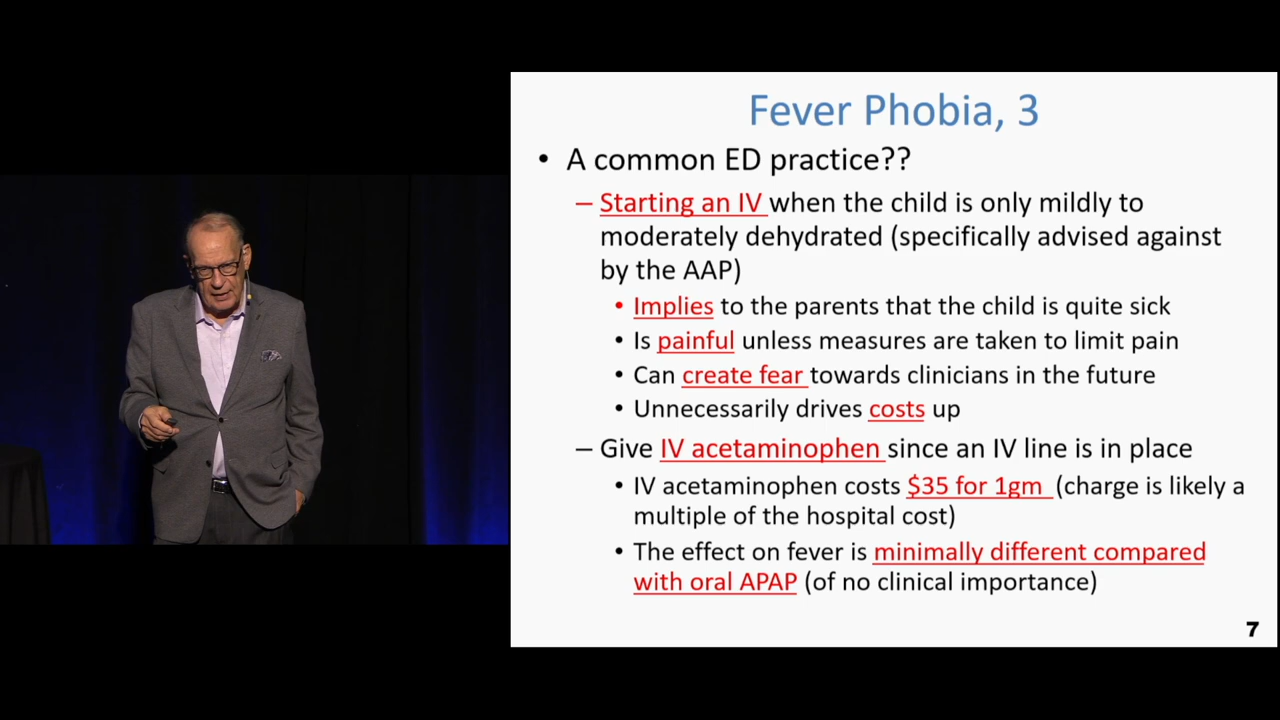 Fever Phobia, 3
• A common ED practice??
– Starting an IV when the child is only mildly to
moderately dehydrated (specifically advised against
by the AAP)
• Implies to the parents that the child is quite sick
• Is painful unless measures are taken to limit pain
• Can create fear towards clinicians in the future
• Unnecessarily drives costs up
– Give IV acetaminophen since an IV line is in place
• IV acetaminophen costs $35 for 1gm (charge is likely a
multiple of the hospital cost)
• The effect on fever is minimally different compared
with oral APAP (of no clinical importance)
7